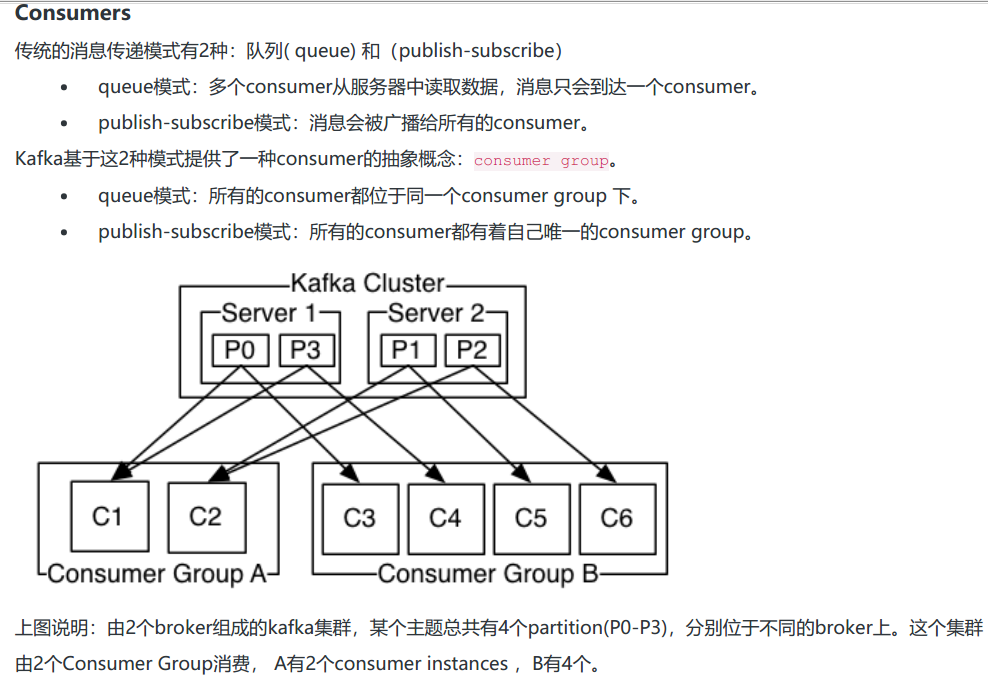 Consumers
传统的消息传递模式有2种：队列( queue) 和（publish-subscribe）
• queue模式：多个consumer从服务器中读取数据，消息只会到达一个consumer。
• publish-subscribe模式：消息会被广播给所有的consumer。
Kafka基于这2种模式提供了一种consumer的抽象概念：consumer group。
• queue模式：所有的consumer都位于同一个consumer group 下。
• publish-subscribe模式：所有的consumer都有着自己唯一的consumer group。
Kafka Cluster
Server 1 Server 2
P0 P3 P1 P2
C1 C2 C3 C4 C5 C6
Consumer Group A Consumer Group B
上图说明：由2个broker组成的kafka集群，某个主题总共有4个partition(P0-P3)，分别位于不同的broker上。这个集群
由2个Consumer Group消费， A有2个consumer instances ，B有4个。